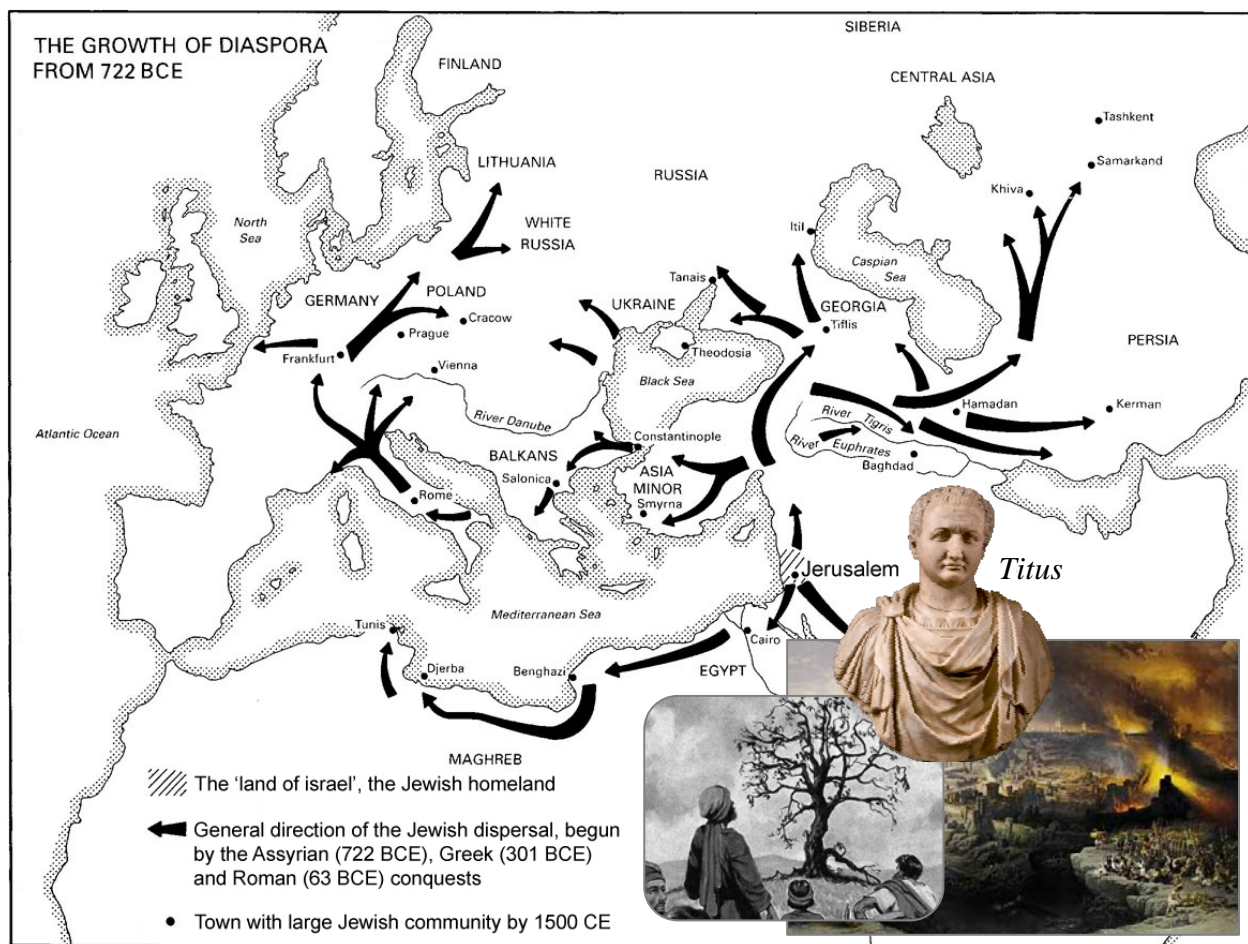 THE GROWTH OF DIASPORA
FROM 722 BCE
SIBERIA
FINLAND
CENTRAL ASIA
Tashkent
Samarkand
LITHUANIA
RUSSIA
Khiva
North
Sea
WHITE
RUSSIA
Itil
Caspian
Sea
Tanais
GERMANY
POLAND
UKRAINE
GEORGIA
Cracow
Tiflis
Prague
Frankfurt
Theodosia
PERSIA
Vienna
Black Sea
Hamadan
Kerman
River Danube
River Tigris
Atlantic Ocean
Constantinople
River Euphrates
BALKANS
Baghdad
Salonica
ASIA
MINOR
Rome
Smyrna
Jerusalem
Titus
Mediterranean Sea
Tunis
Cairo
Djerba
Benghazi
EGYPT
MAGHREB
The 'land of israel', the Jewish homeland
General direction of the Jewish dispersal, begun
by the Assyrian (722 BCE), Greek (301 BCE)
and Roman (63 BCE) conquests
Town with large Jewish community by 1500 CE